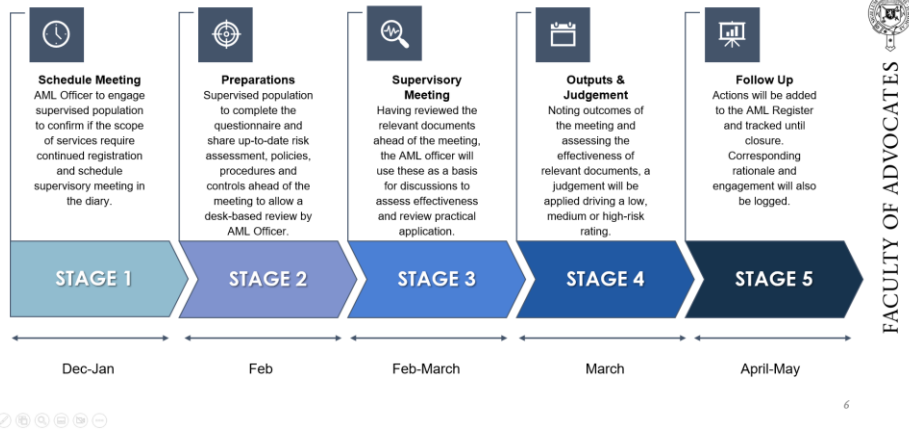 Schedule Meeting
AML Officer to engage
supervised population
to confirm if the scope
of services require
continued registration
and schedule
supervisory meeting in
the diary.
Preparations
Supervised population
to complete the
questionnaire and
share up-to-date risk
assessment, policies,
procedures and
controls ahead of the
meeting to allow a
desk-based review by
AML Officer.
Supervisory
Meeting
Having reviewed the
relevant documents
ahead of the meeting,
the AML officer will
use these as a basis
for discussions to
assess effectiveness
and review practical
application.
Outputs &
Judgement
Noting outcomes of
the meeting and
assessing the
effectiveness of
relevant documents, a
judgement will be
applied driving a low,
medium or high-risk
rating.
Follow Up
Actions will be added
to the AML Register
and tracked until
closure.
Corresponding
rationale and
engagement will also
be logged.
STAGE 1
STAGE 2
STAGE 3
STAGE 4
STAGE 5
Dec-Jan
Feb
Feb-March
March
April-May
FACULTY OF ADVOCATES
6